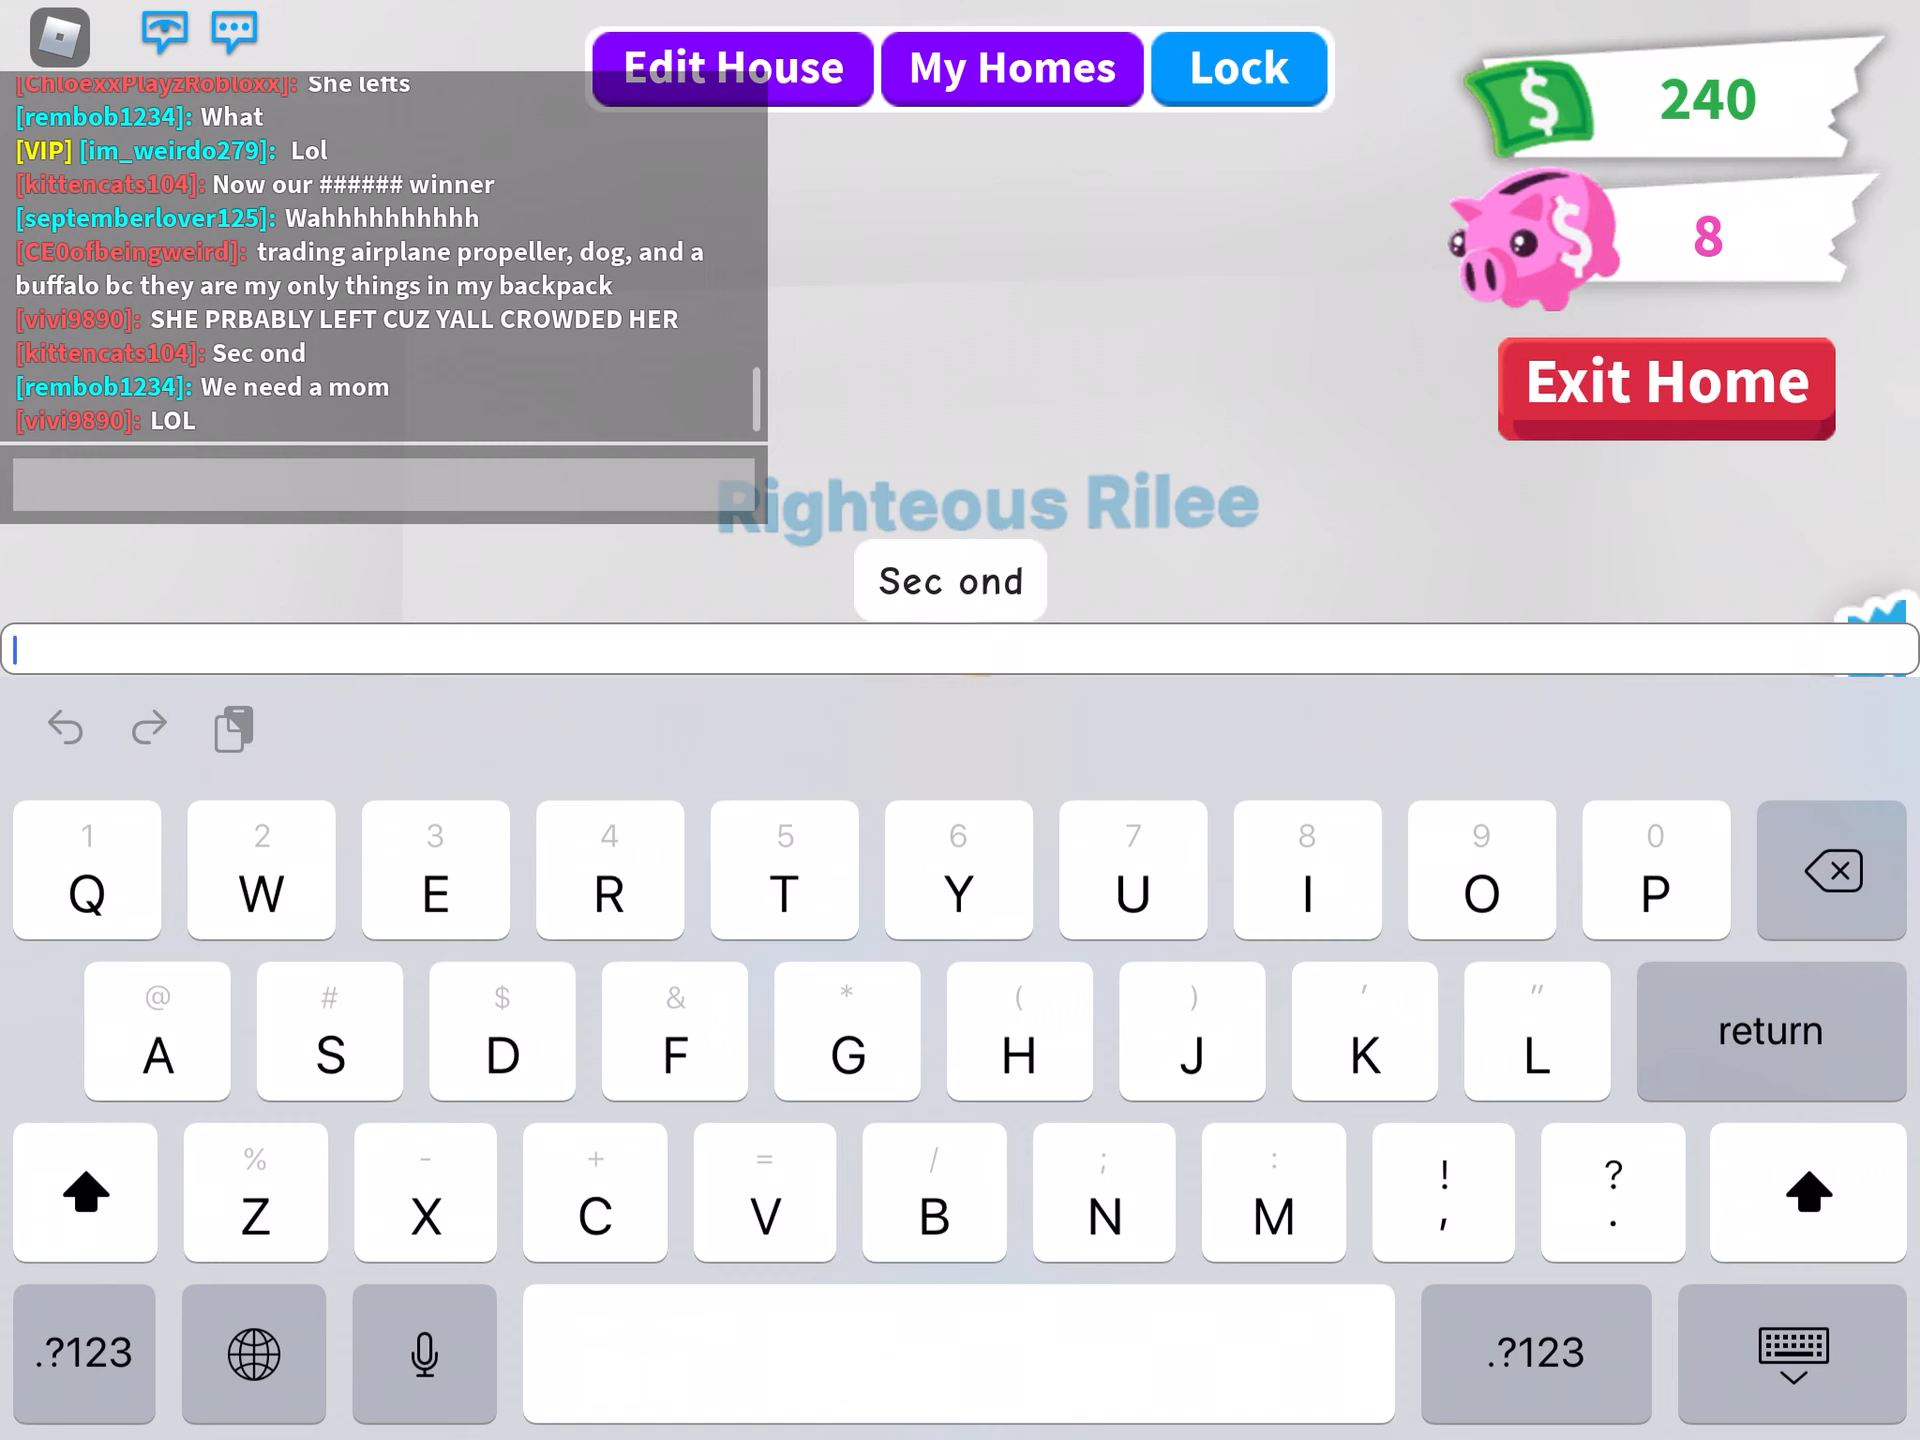 Edit House
My Homes
Lock
240
8
Exit Home
[ChloexxPlayzRobloxx]: She lefts
[rembob1234]: What
[VIP] [im_weirdo279]: Lol
[kittencats104]: Now our ###### winner
[septemberlover125]: Wahhhhhhhhhh
[CE0ofbeingweird]: trading airplane propeller, dog, and a
buffalo bc they are my only things in my backpack
[vivi9890]: SHE PRBABLY LEFT CUZ YALL CROWDED HER
[kittencats104]: Sec ond
[rembob1234]: We need a mom
[vivi9890]: LOL
Righteous Rilee
Sec ond
1 2 3 4 5 6 7 8 9 0
Q W E R T Y U I O P
@ # $ & * ( ) ' "
A S D F G H J K L return
% - + = / ; : ! ?
Z X C V B N M , .
.?123 .?123